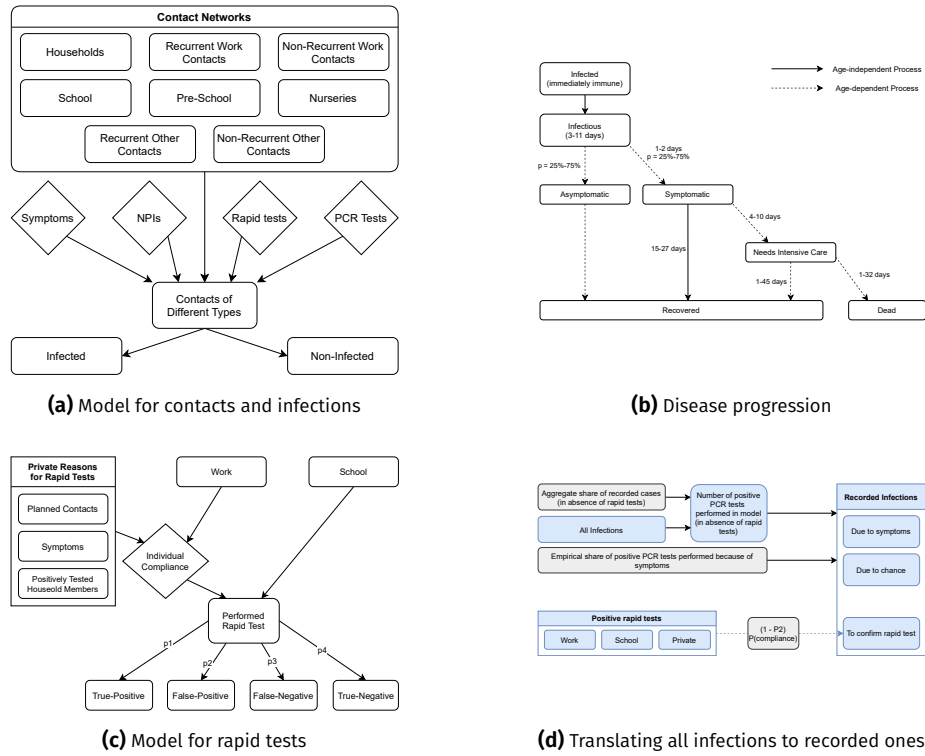 Contact Networks
Households
Recurrent Work
Contacts
Non-Recurrent Work
Contacts
School
Pre-School
Nurseries
Recurrent Other
Contacts
Non-Recurrent Other
Contacts
Symptoms
NPIs
Rapid tests
PCR Tests
Contacts of
Different Types
Infected
Non-Infected
(a) Model for contacts and infections
Infected
(immediately immune)
Age-independent Process
Age-dependent Process
Infectious
(3-11 days)
p = 25%-75%
1-2 days
p = 25%-75%
Asymptomatic
Symptomatic
4-10 days
15-27 days
Needs Intensive Care
1-45 days
1-32 days
Recovered
Dead
(b) Disease progression
Private Reasons
for Rapid Tests
Planned Contacts
Symptoms
Positively Tested
Houseold Members
Work
School
Individual
Compliance
Performed
Rapid Test
p1
p2
p3
p4
True-Positive
False-Positive
False-Negative
True-Negative
(c) Model for rapid tests
Aggregate share of recorded cases
(in absence of rapid tests)
All Infections
Number of positive
PCR tests
performed in model
(in absence of rapid
tests)
Empirical share of positive PCR tests performed because of
symptoms
Recorded Infections
Due to symptoms
Due to chance
To confirm rapid test
Positive rapid tests
Work
School
Private
(1 - P2)
P(compliance)
(d) Translating all infections to recorded ones